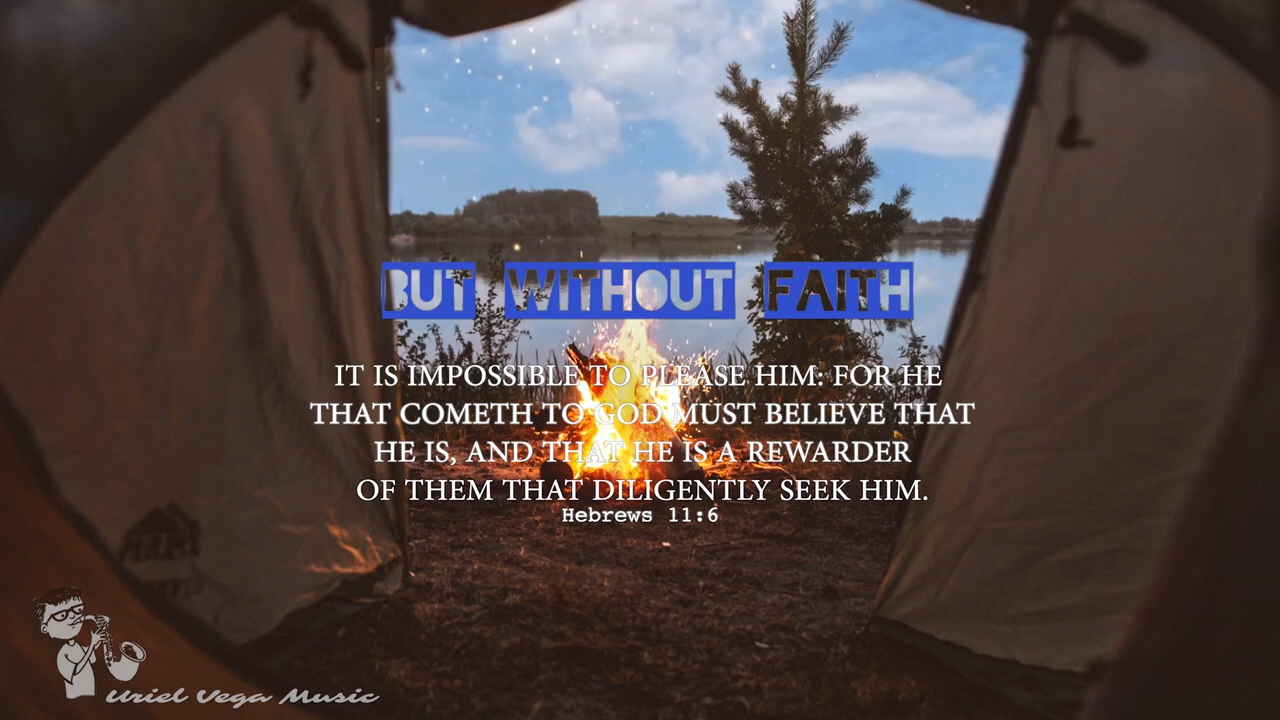 BUT WITHOUT FAITH
IT IS IMPOSSIBLE TO PLEASE HIM: FOR HE
THAT COMETH TO GOD MUST BELIEVE THAT
HE IS, AND THAT HE IS A REWARDER
OF THEM THAT DILIGENTLY SEEK HIM.
Hebrews 11:6
Uriel Vega Music